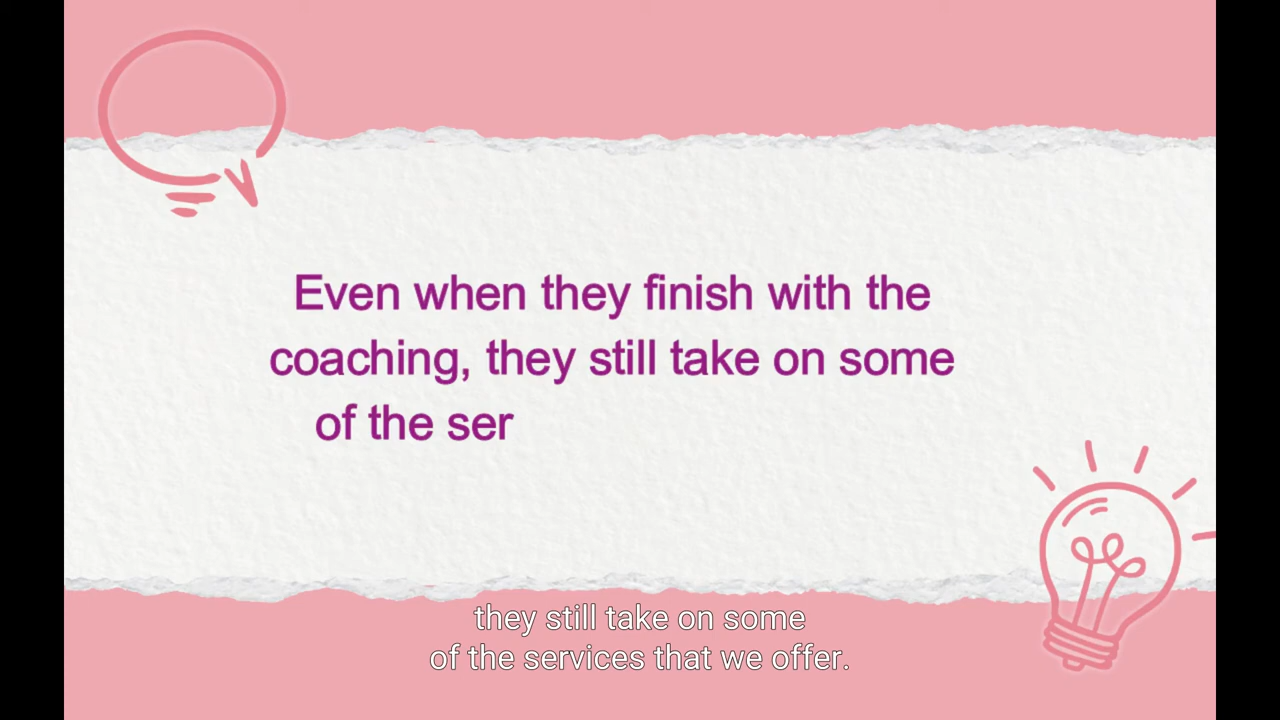 Even when they finish with the
coaching, they still take on some
of the ser
they still take on some
of the services that we offer.